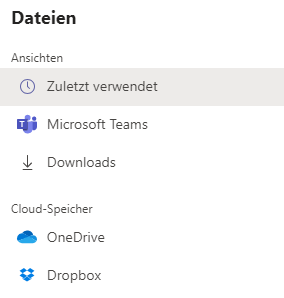 Dateien
Ansichten
Zuletzt verwendet
Microsoft Teams
Downloads
Cloud-Speicher
OneDrive
Dropbox